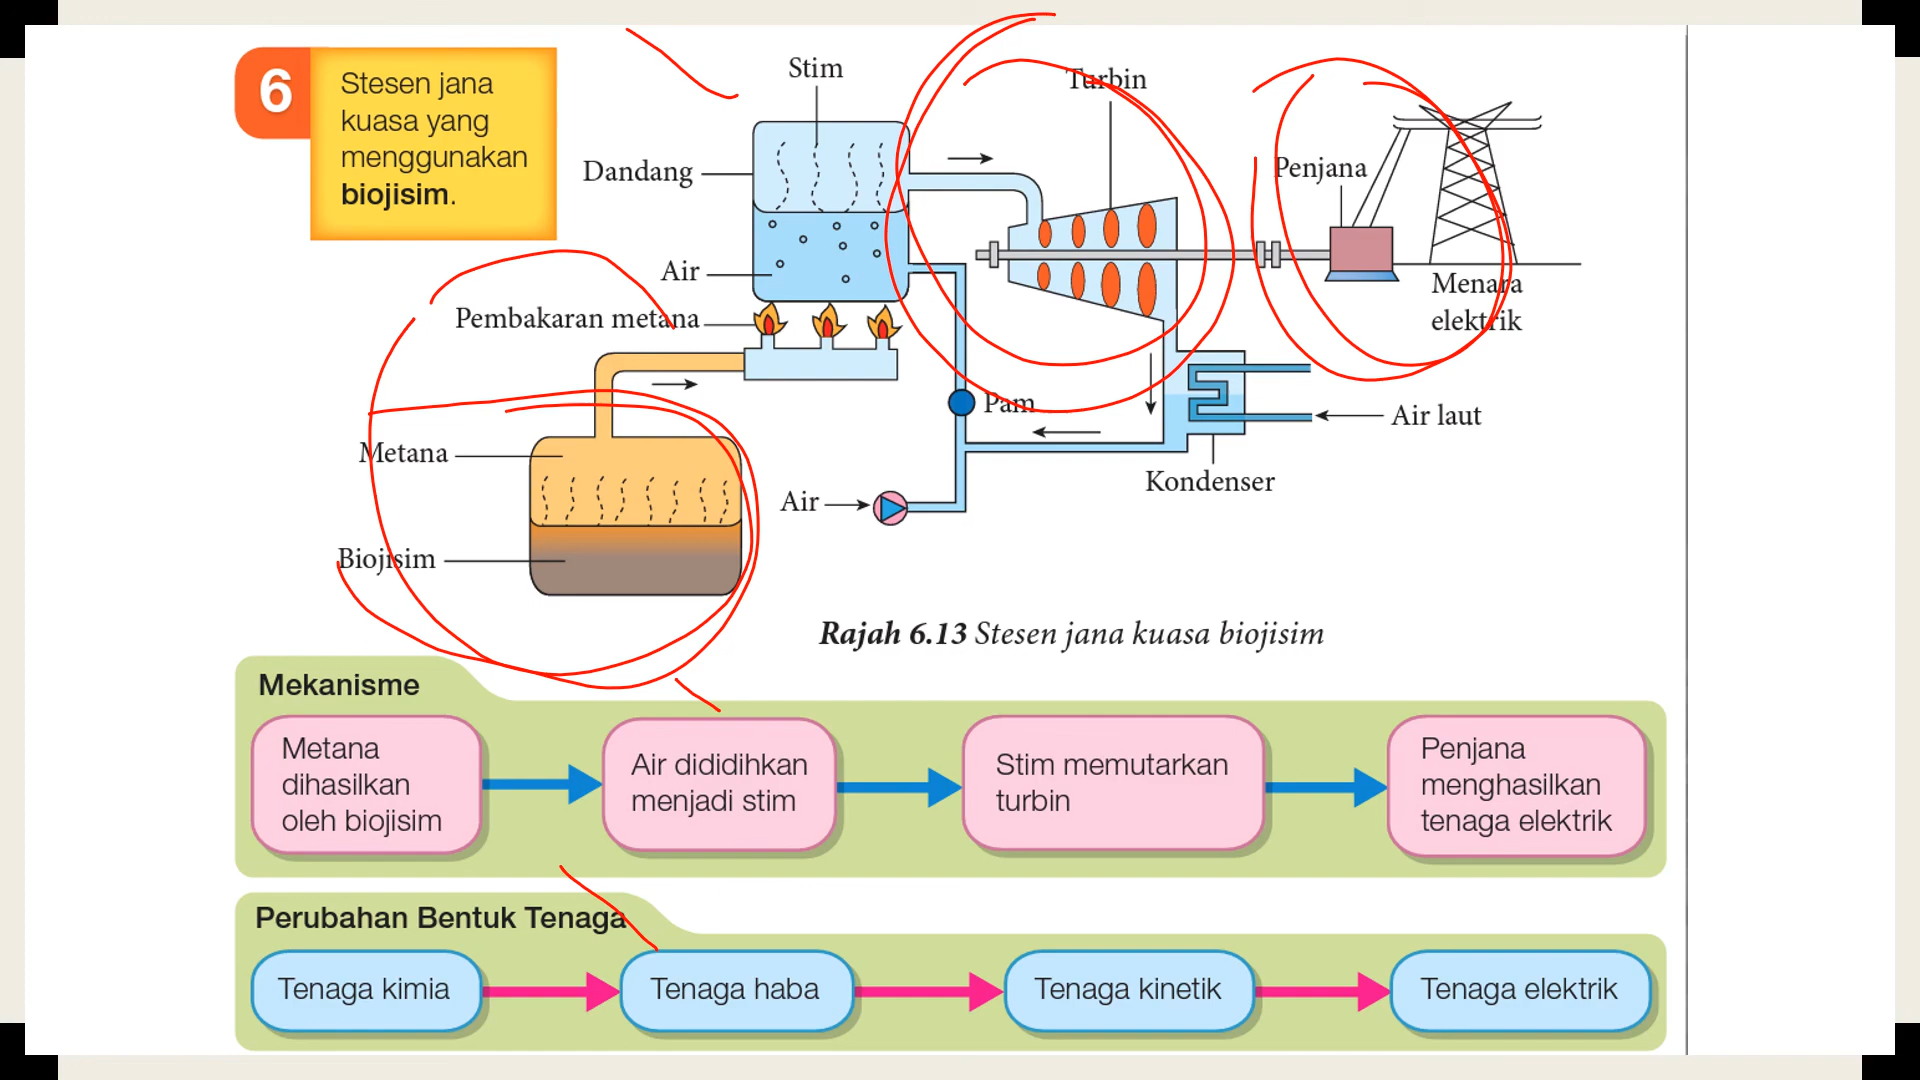 6
Stesen jana
kuasa yang
menggunakan
biojisim.
Stim
Turbin
Dandang
Penjana
Air
Menara
elektrik
Pembakaran metana
Pam
Air laut
Metana
Kondenser
Air
Biojisim
Rajah 6.13 Stesen jana kuasa biojisim
Mekanisme
Metana
dihasilkan
oleh biojisim
Air dididihkan
menjadi stim
Stim memutarkan
turbin
Penjana
menghasilkan
tenaga elektrik
Perubahan Bentuk Tenaga
Tenaga kimia
Tenaga haba
Tenaga kinetik
Tenaga elektrik